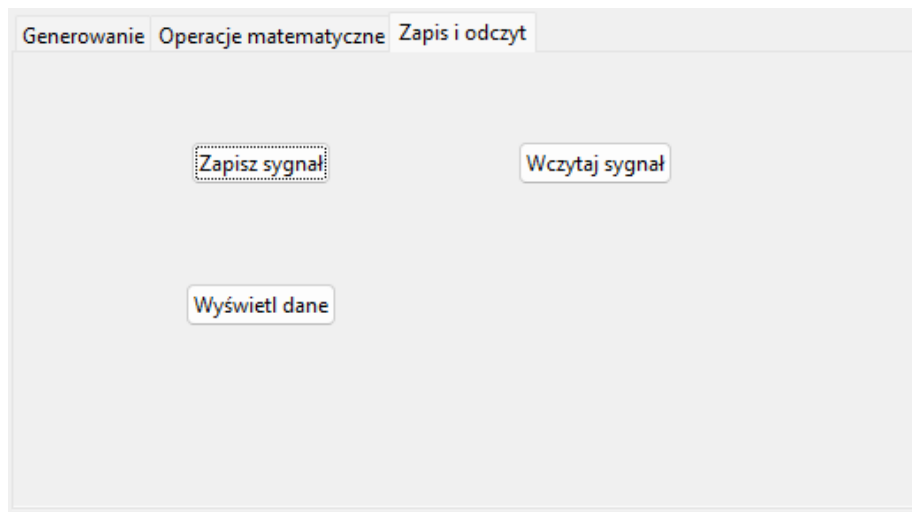 Generowanie Operacje matematyczne Zapis i odczyt
Zapisz sygnał Wczytaj sygnał
Wyświetl dane